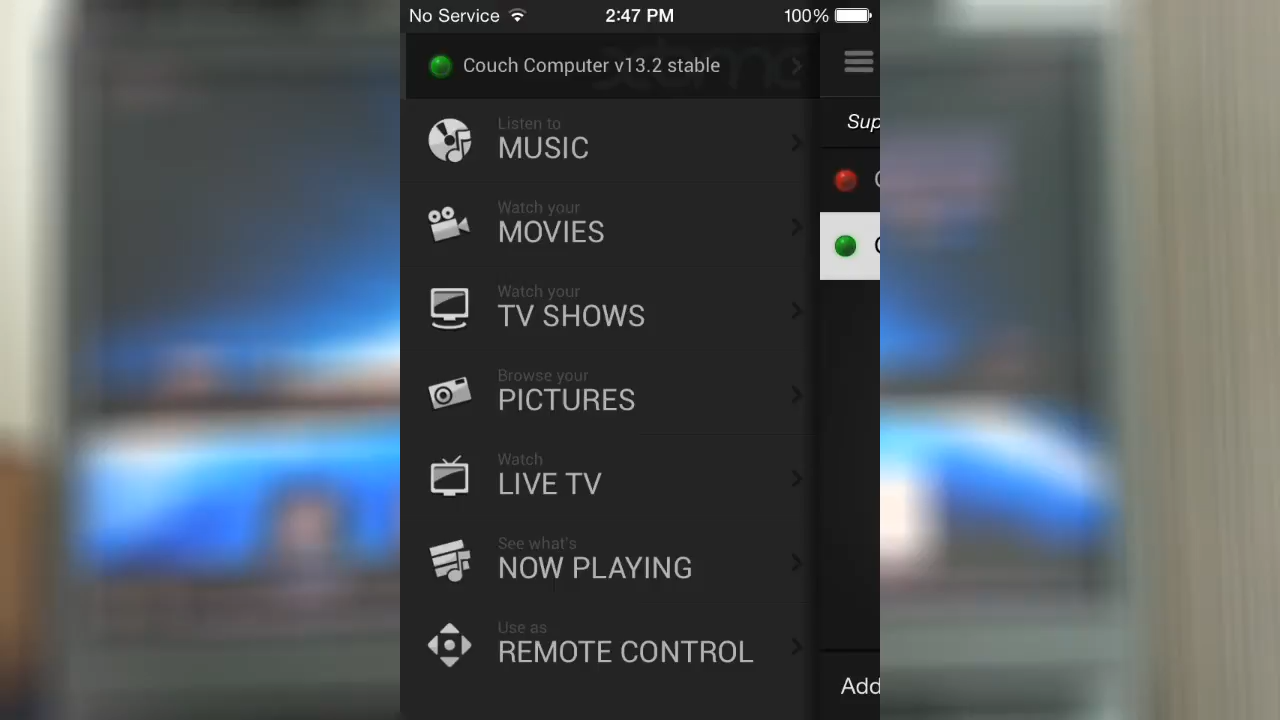 No Service 2:47 PM 100%
Couch Computer v13.2 stable
Listen to
MUSIC
Watch your
MOVIES
Watch your
TV SHOWS
Browse your
PICTURES
Watch
LIVE TV
See what's
NOW PLAYING
Use as
REMOTE CONTROL
Sup
Add